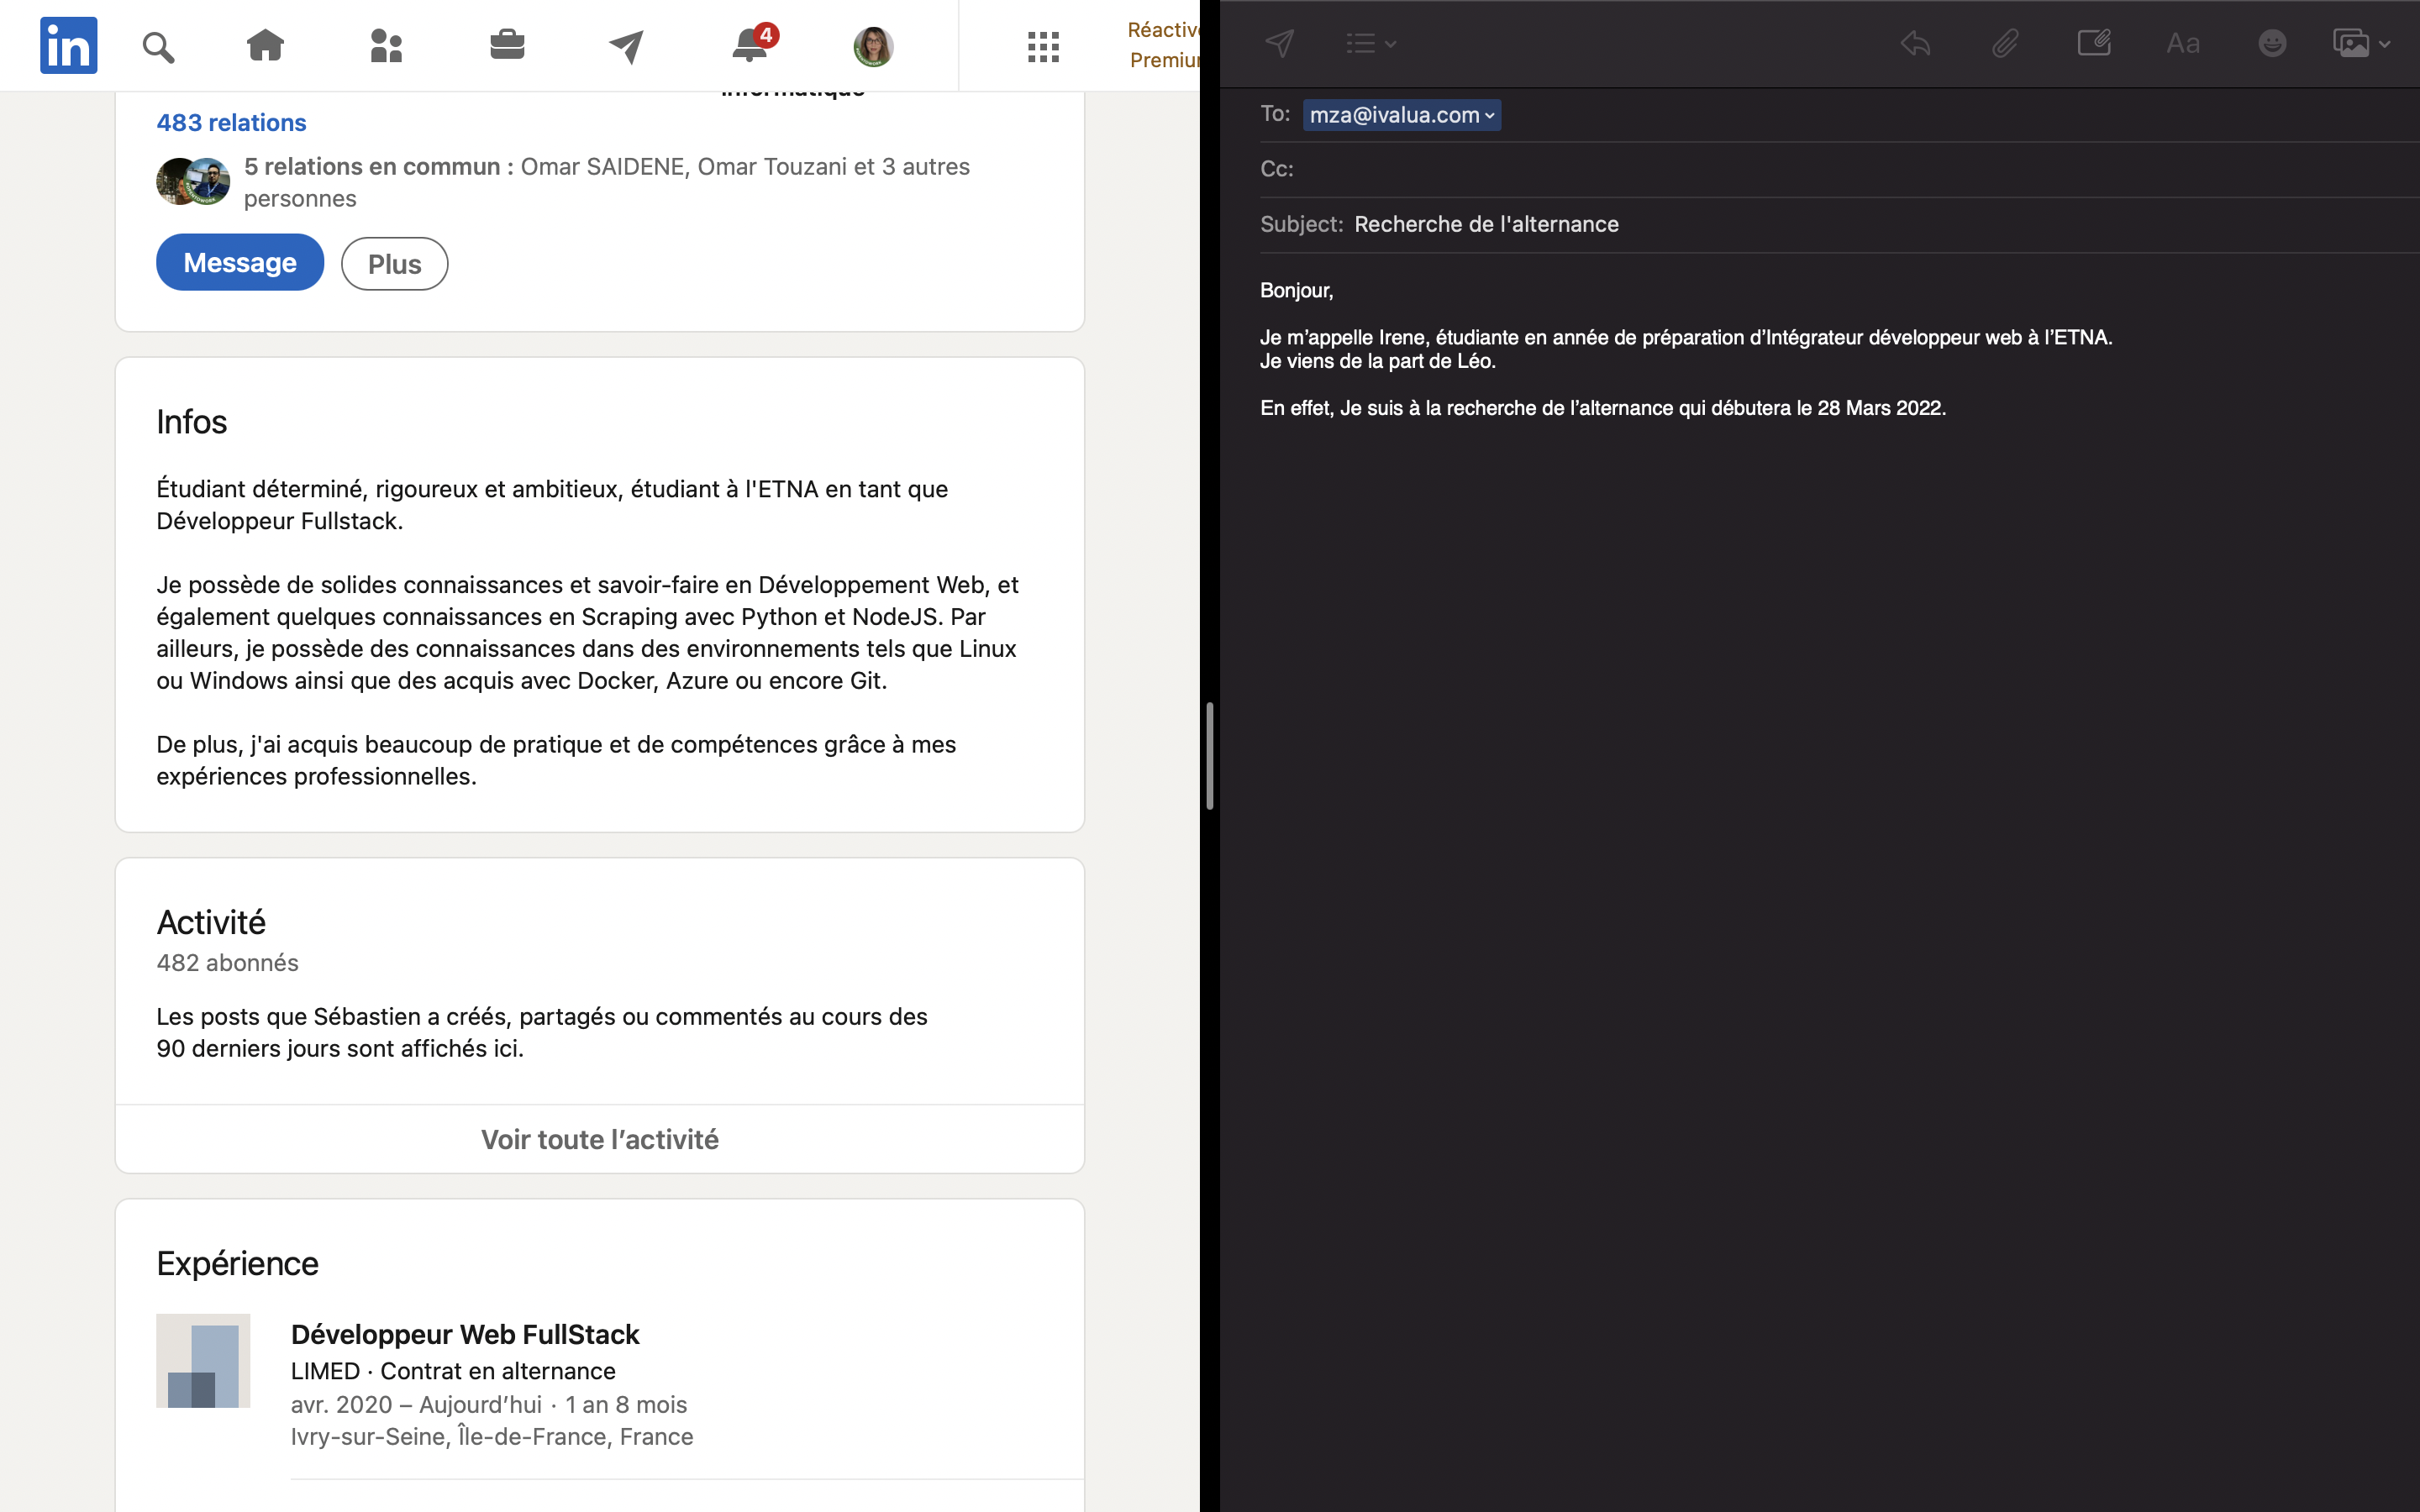 in
4
Réactiv
Premiu
483 relations
5 relations en commun : Omar SAIDENE, Omar Touzani et 3 autres
personnes
Message
Plus
Infos
Étudiant déterminé, rigoureux et ambitieux, étudiant à l'ETNA en tant que
Développeur Fullstack.
Je possède de solides connaissances et savoir-faire en Développement Web, et
également quelques connaissances en Scraping avec Python et NodeJS. Par
ailleurs, je possède des connaissances dans des environnements tels que Linux
ou Windows ainsi que des acquis avec Docker, Azure ou encore Git.
De plus, j'ai acquis beaucoup de pratique et de compétences grâce à mes
expériences professionnelles.
Activité
482 abonnés
Les posts que Sébastien a créés, partagés ou commentés au cours des
90 derniers jours sont affichés ici.
Voir toute l’activité
Expérience
Développeur Web FullStack
LIMED · Contrat en alternance
avr. 2020 – Aujourd’hui · 1 an 8 mois
Ivry-sur-Seine, Île-de-France, France
Aa
To: mza@ivalua.com
Cc:
Subject: Recherche de l'alternance
Bonjour,
Je m’appelle Irene, étudiante en année de préparation d’Intégrateur développeur web à l’ETNA.
Je viens de la part de Léo.
En effet, Je suis à la recherche de l’alternance qui débutera le 28 Mars 2022.